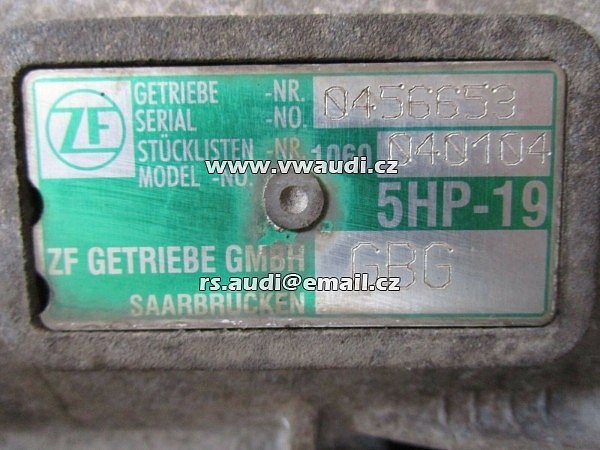 ZF
GETRIEBE -NR. 0456653
SERIAL -NO.
STÜCKLISTEN -NR. 1060 040104
www.vwaudi.cz
MODEL -NO.
5HP-19
ZF GETRIEBE GMBH GBG
rs.audi@email.cz
SAARBRÜCKEN